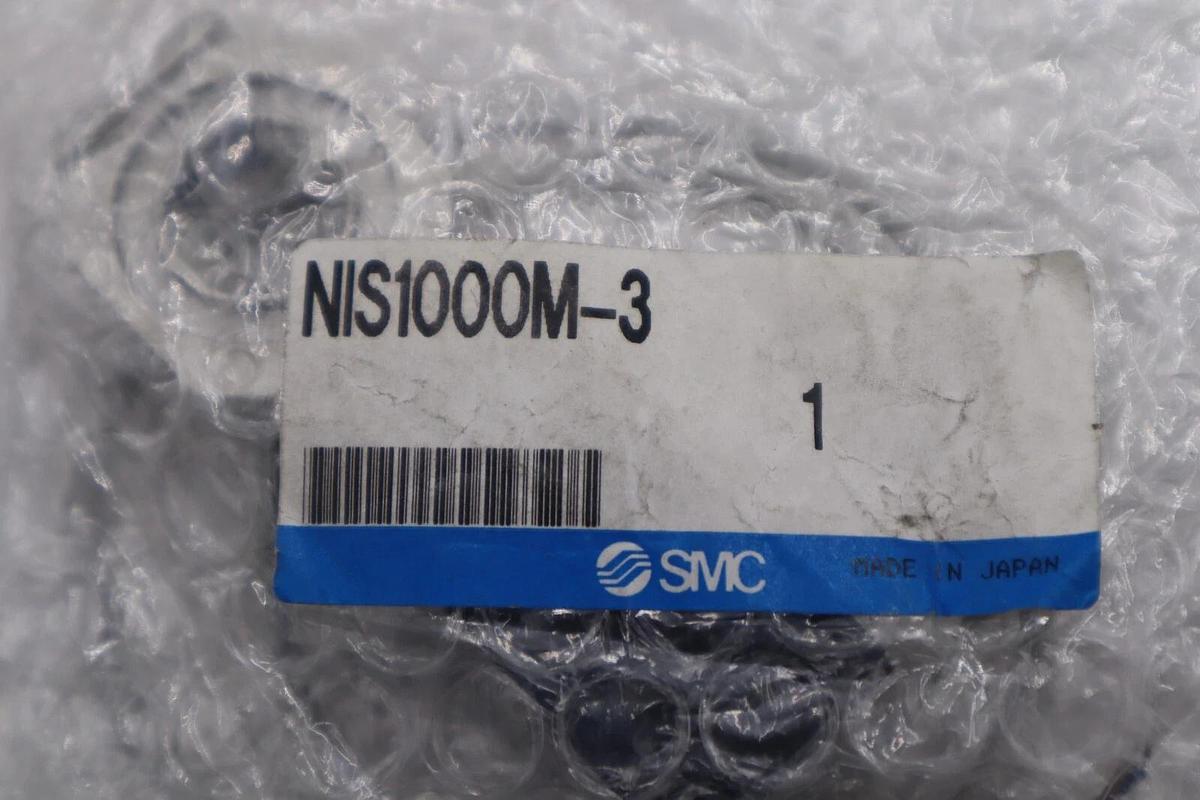 NIS1000M-3
1
SMC MADE IN JAPAN